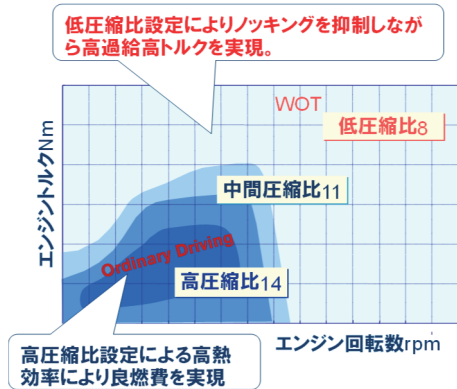 低圧縮比設定によりノッキングを抑制しなが
ら高過給高トルクを実現。
WOT
低圧縮比8
中間圧縮比11
エンジントルクNm
Ordinary Driving
高圧縮比14
エンジン回転数rpm
高圧縮比設定による高熱
効率により良燃費を実現